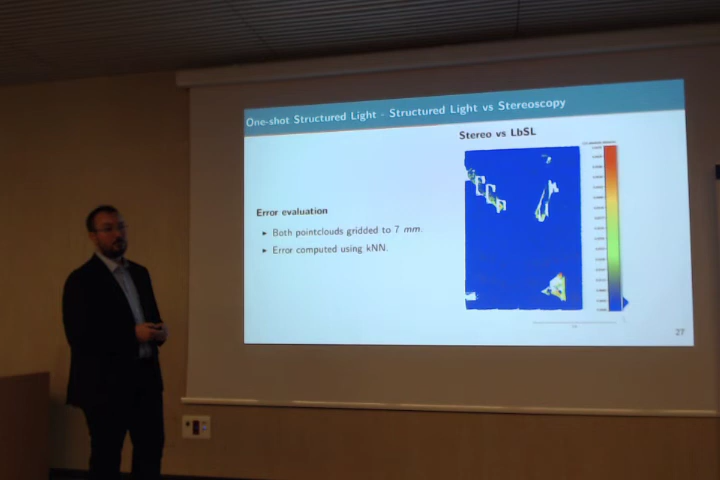 One-shot Structured Light - Structured Light vs Stereoscopy
Stereo vs LbSL
Error evaluation
► Both pointclouds gridded to 7 mm.
► Error computed using kNN.
27